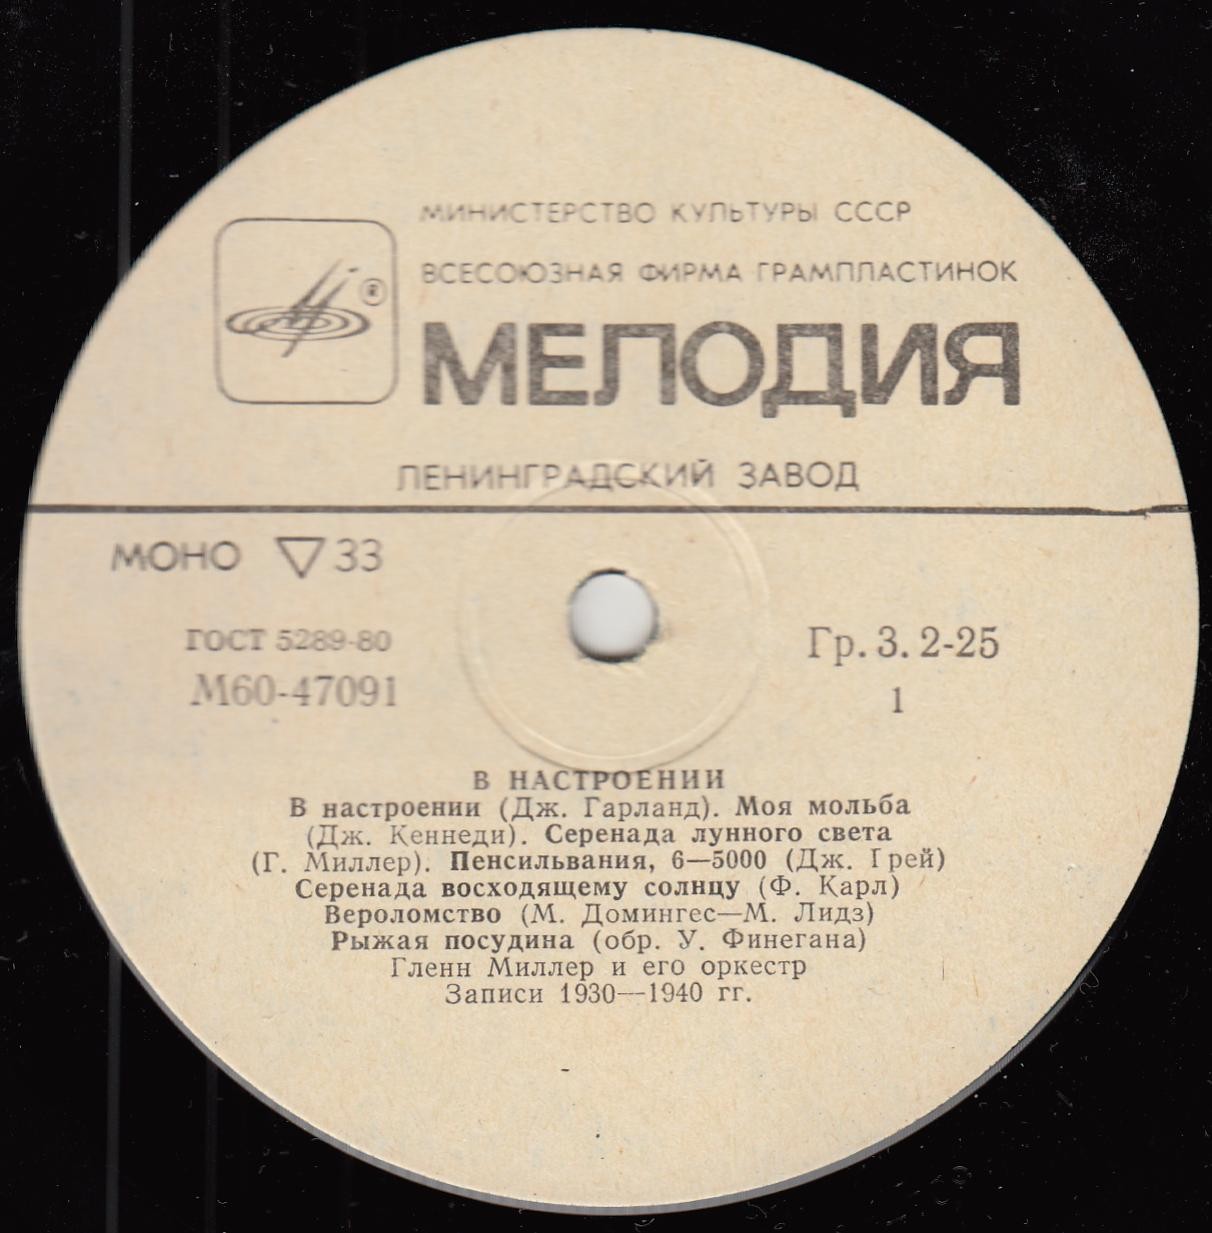 МИНИСТЕРСТВО КУЛЬТУРЫ СССР
ВСЕСОЮЗНАЯ ФИРМА ГРАМПЛАСТИНОК
®
МЕЛОДИЯ
ЛЕНИНГРАДСКИЙ ЗАВОД
МОНО ▽ 33
ГОСТ 5289-80
М60-47091
Гр. 3. 2-25
1
В НАСТРОЕНИИ
В настроении (Дж. Гарланд). Моя мольба
(Дж. Кеннеди). Серенада лунного света
(Г. Миллер). Пенсильвания, 6—5000 (Дж. Грей)
Серенада восходящему солнцу (Ф. Карл)
Вероломство (М. Домингес—М. Лидз)
Рыжая посудина (обр. У. Финегана)
Гленн Миллер и его оркестр
Записи 1930—1940 гг.